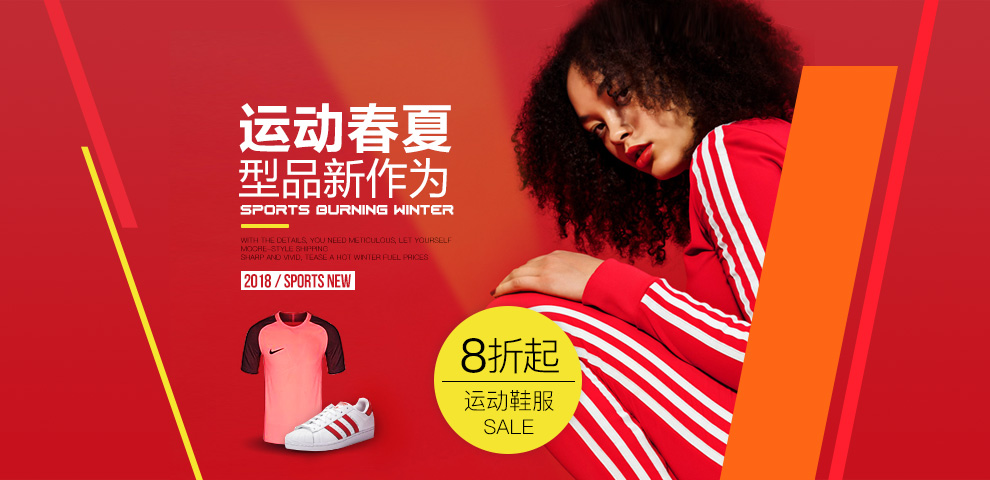 运动春夏
型品新作为
SPORTS BURNING WINTER
WITH THE DETAILS, YOU NEED METICULOUS, LET YOURSELF
MOORE-STYLE SHIPPING
SHARP AND VIVID, TEASE A HOT WINTER FULL PRICES
2018 / SPORTS NEW
8折起
运动鞋服
SALE